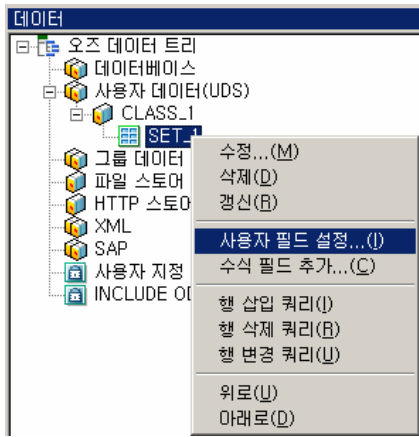 데이터
오즈 데이터 트리
데이터베이스
사용자 데이터(UDS)
CLASS_1
SET_1
그룹 데이터
파일 스토어
HTTP 스토어
XML
SAP
사용자 지정
INCLUDE
수정...(M)
삭제(D)
갱신(R)
사용자 필드 설정...(I)
수식 필드 추가...(C)
행 삽입 쿼리(I)
행 삭제 쿼리(R)
행 변경 쿼리(U)
위로(U)
아래로(D)